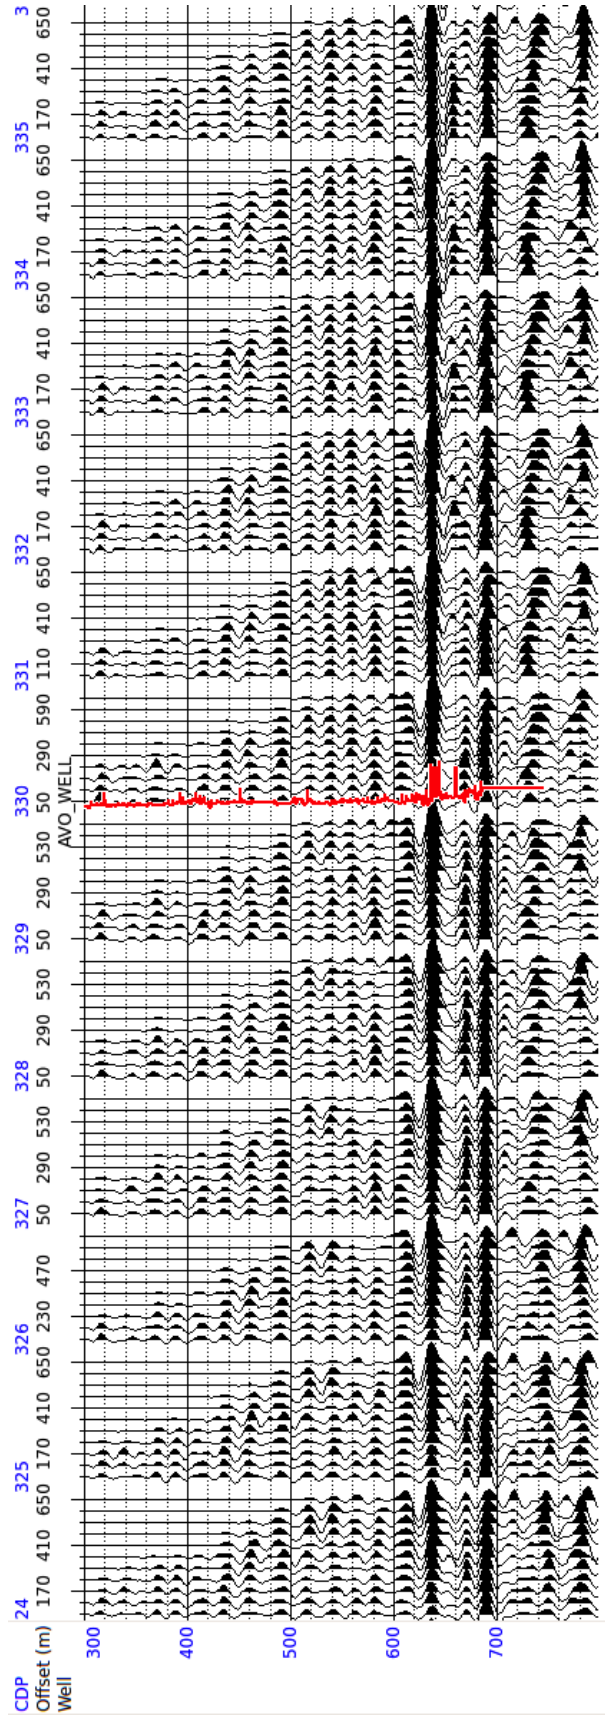 CDP 24 325 326 327 328 329 330 331 332 333 334 335 3
Offset (m) 170 410 650 170 410 650 230 470 50 290 530 50 290 530 50 290 530 50 290 590 110 410 650 170 410 650 170 410 650 170 410 650 170 410 650
Well AVO_WELL
300
400
500
600
700